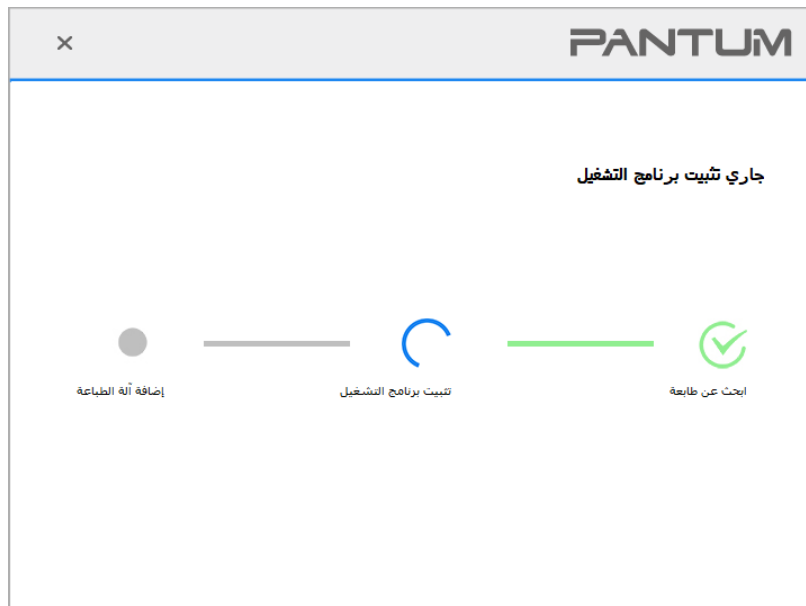 PANTUM
جاري تثبيت برنامج التشغيل
ابحث عن طابعة
تثبيت برنامج التشغيل
إضافة آلة الطباعة